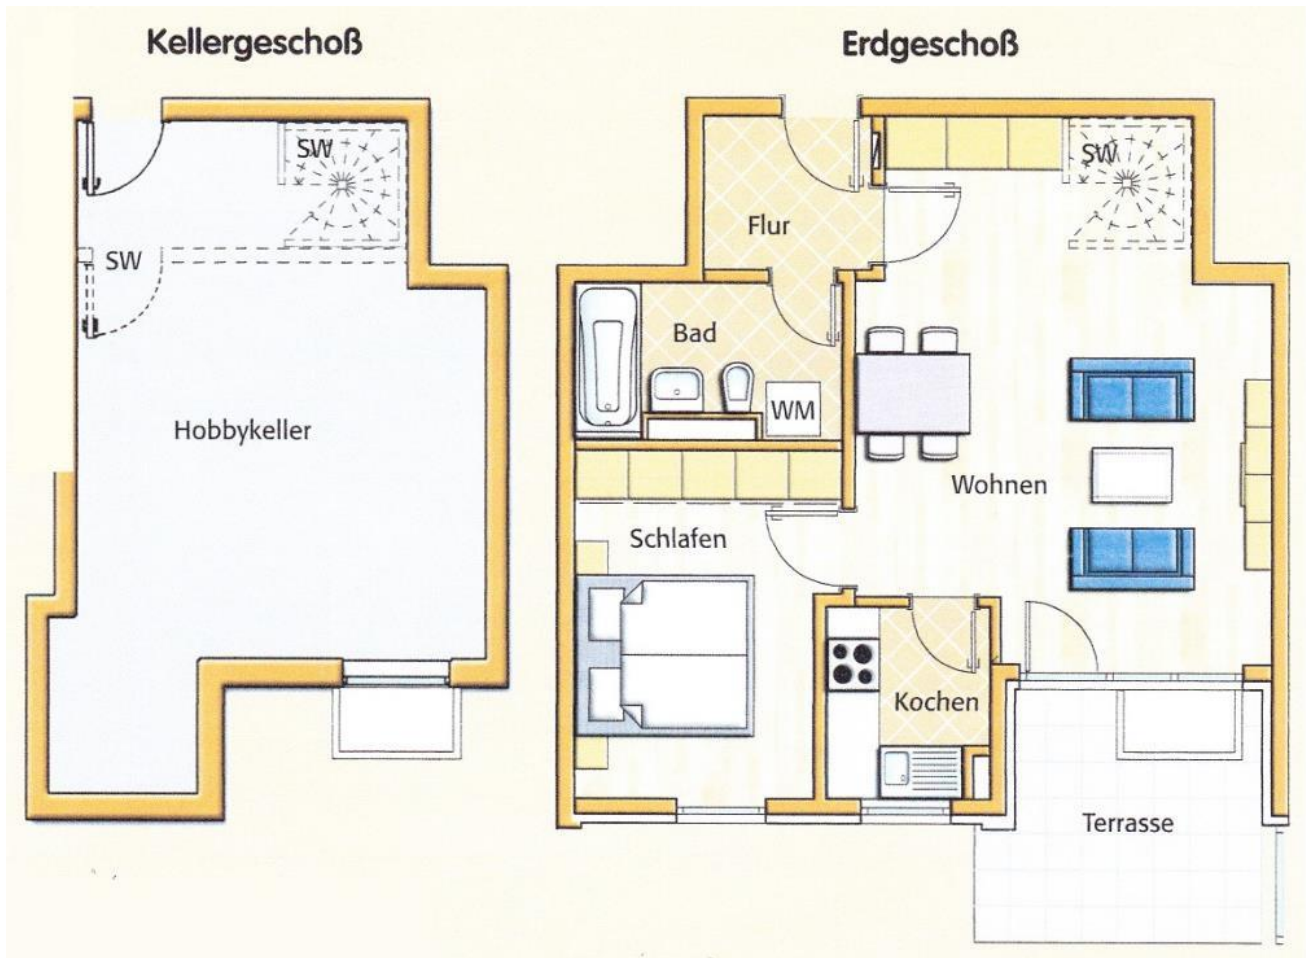 Kellergeschoß
Erdgeschoß
SW
SW
Hobbykeller
Flur
SW
Bad
WM
Wohnen
Schlafen
Kochen
Terrasse